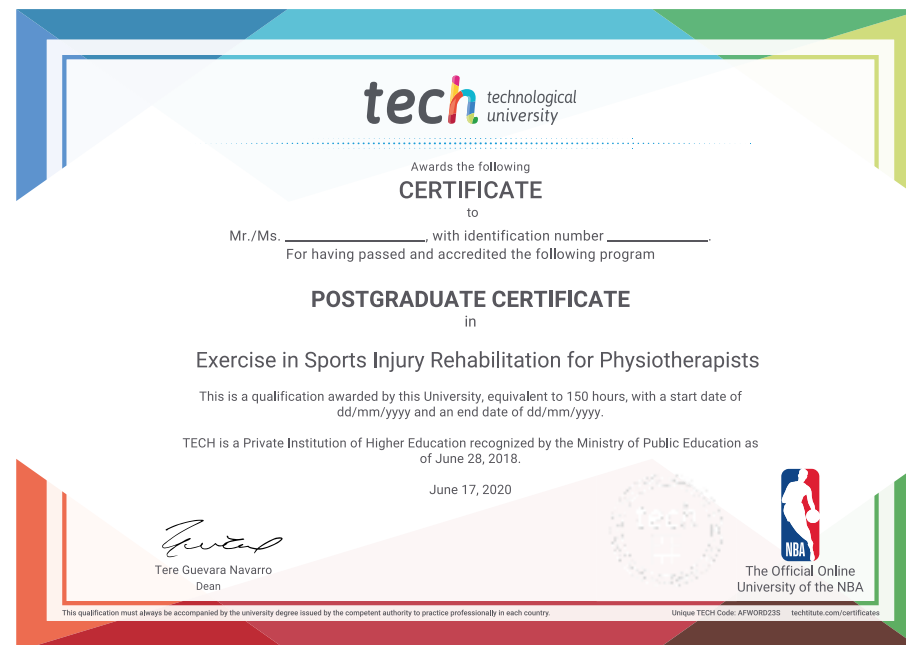 tech technological
university
Awards the following
CERTIFICATE
to
Mr./Ms. ____________________, with identification number ______________.
For having passed and accredited the following program
POSTGRADUATE CERTIFICATE
in
Exercise in Sports Injury Rehabilitation for Physiotherapists
This is a qualification awarded by this University, equivalent to 150 hours, with a start date of
dd/mm/yyyy and an end date of dd/mm/yyyy.
TECH is a Private Institution of Higher Education recognized by the Ministry of Public Education as
of June 28, 2018.
June 17, 2020
tech
NBA
Tere Guevara Navarro
Dean
The Official Online
University of the NBA
This qualification must always be accompanied by the university degree issued by the competent authority to practice professionally in each country.
Unique TECH Code: AFWORD23S techtitute.com/certificates